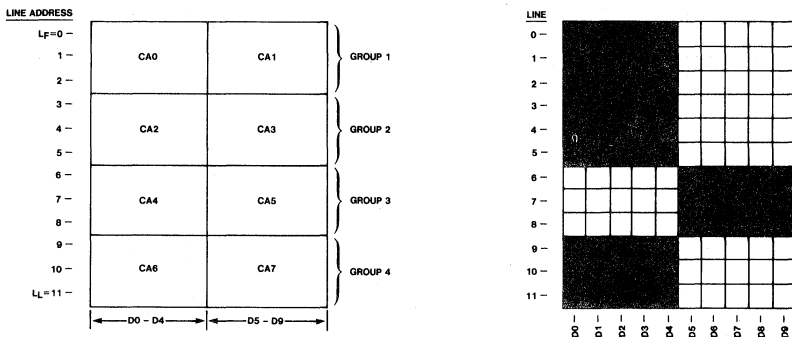 LINE ADDRESS
LF=0
1
2
3
4
5
6
7
8
9
10
LL=11
CA0 CA1
CA2 CA3
CA4 CA5
CA6 CA7
GROUP 1
GROUP 2
GROUP 3
GROUP 4
D0 - D4 D5 - D9
LINE
0
1
2
3
4
5
6
7
8
9
10
11
D0
D1
D2
D3
D4
D5
D6
D7
D8
D9